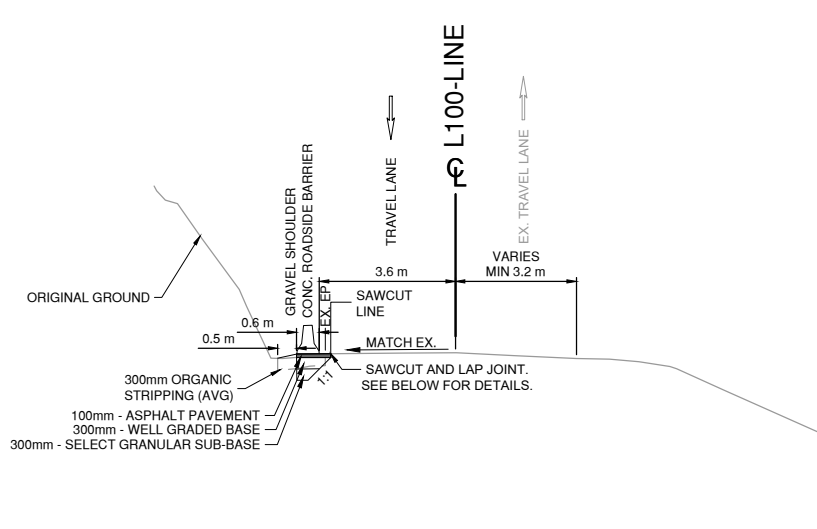 ℄ L100-LINE
TRAVEL LANE
EX. TRAVEL LANE
GRAVEL SHOULDER
CONC. ROADSIDE BARRIER
VARIES
MIN 3.2 m
3.6 m
ORIGINAL GROUND
EX. EP
SAWCUT
LINE
0.6 m
0.5 m
MATCH EX.
SAWCUT AND LAP JOINT.
SEE BELOW FOR DETAILS.
1:1
300mm ORGANIC
STRIPPING (AVG)
100mm - ASPHALT PAVEMENT
300mm - WELL GRADED BASE
300mm - SELECT GRANULAR SUB-BASE